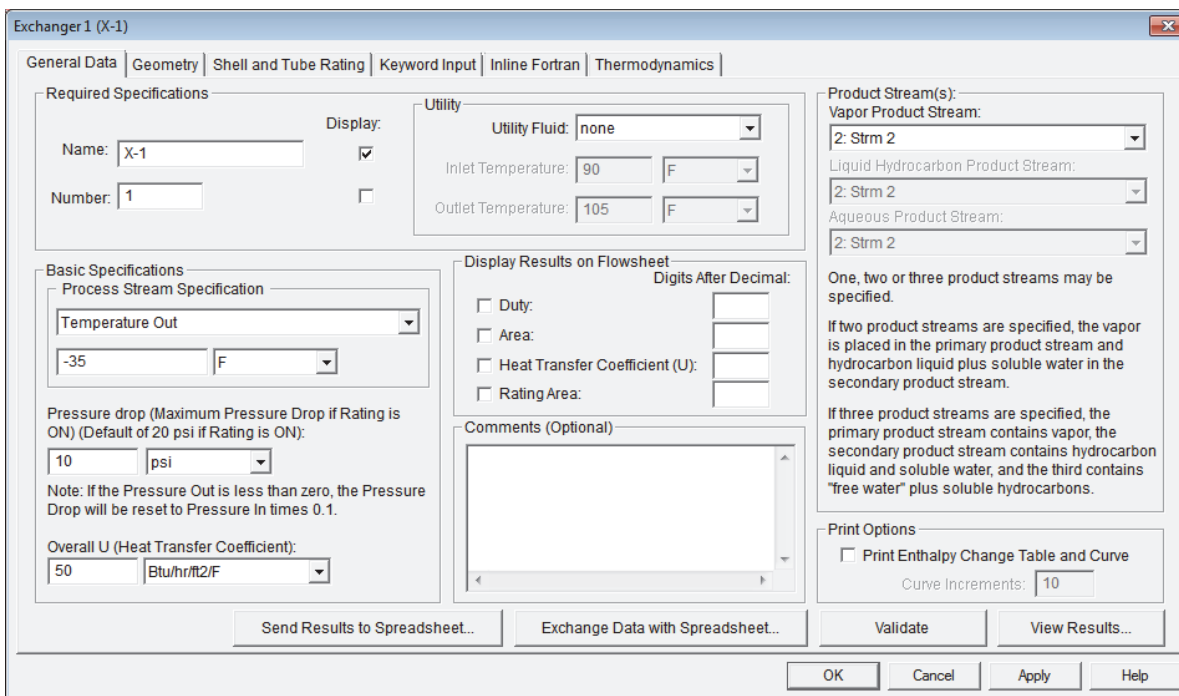 Exchanger 1 (X-1)
General Data
Geometry
Shell and Tube Rating
Keyword Input
Inline Fortran
Thermodynamics
Required Specifications
Display:
Name: X-1
Number: 1
Utility
Utility Fluid: none
Inlet Temperature: 90 F
Outlet Temperature: 105 F
Basic Specifications
Process Stream Specification
Temperature Out
-35 F
Pressure drop (Maximum Pressure Drop if Rating is
ON) (Default of 20 psi if Rating is ON):
10 psi
Note: If the Pressure Out is less than zero, the Pressure
Drop will be reset to Pressure In times 0.1.
Overall U (Heat Transfer Coefficient):
50 Btu/hr/ft2/F
Display Results on Flowsheet
Digits After Decimal:
Duty:
Area:
Heat Transfer Coefficient (U):
Rating Area:
Comments (Optional)
Product Stream(s):
Vapor Product Stream:
2: Strm 2
Liquid Hydrocarbon Product Stream:
2: Strm 2
Aqueous Product Stream:
2: Strm 2
One, two or three product streams may be
specified.
If two product streams are specified, the vapor
is placed in the primary product stream and
hydrocarbon liquid plus soluble water in the
secondary product stream.
If three product streams are specified, the
primary product stream contains vapor, the
secondary product stream contains hydrocarbon
liquid and soluble water, and the third contains
"free water" plus soluble hydrocarbons.
Print Options
Print Enthalpy Change Table and Curve
Curve Increments: 10
Send Results to Spreadsheet...
Exchange Data with Spreadsheet...
Validate
View Results...
OK
Cancel
Apply
Help